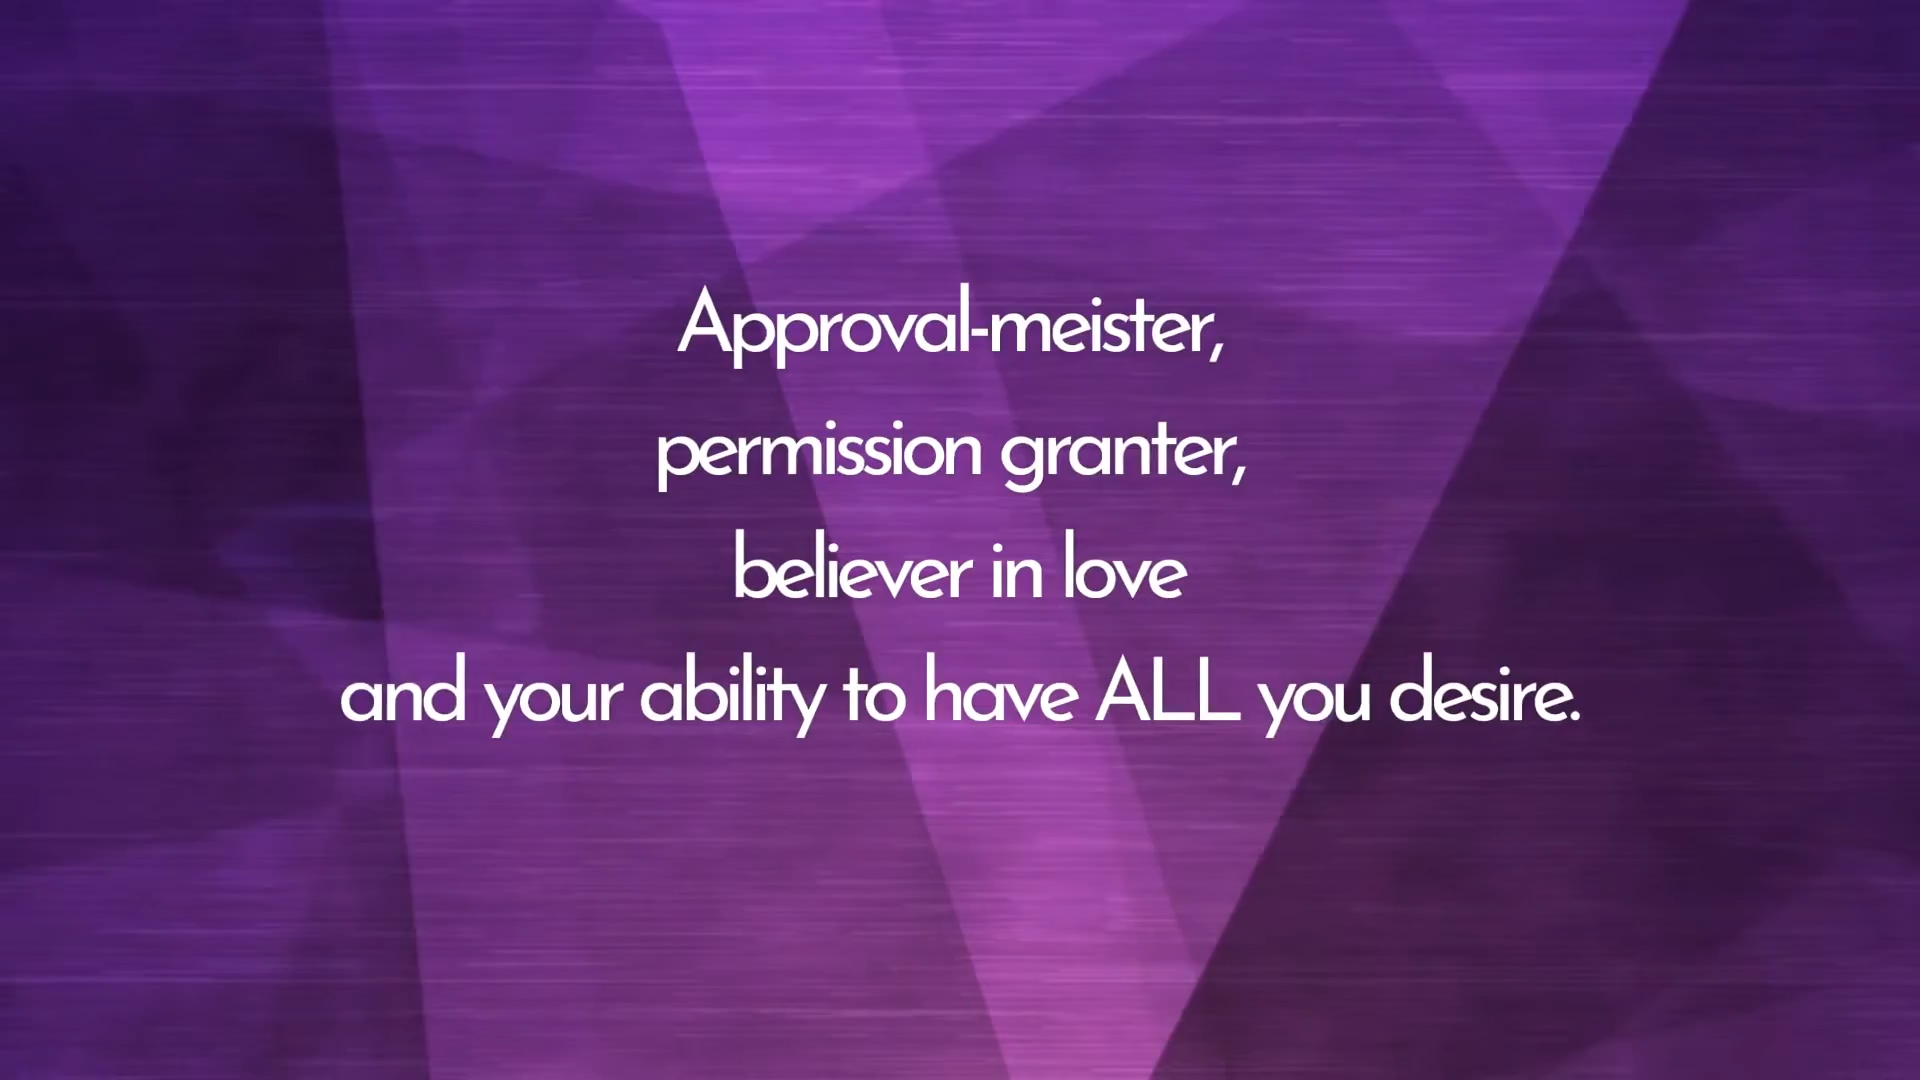 Approval-meister,
permission granter,
believer in love
and your ability to have ALL you desire.